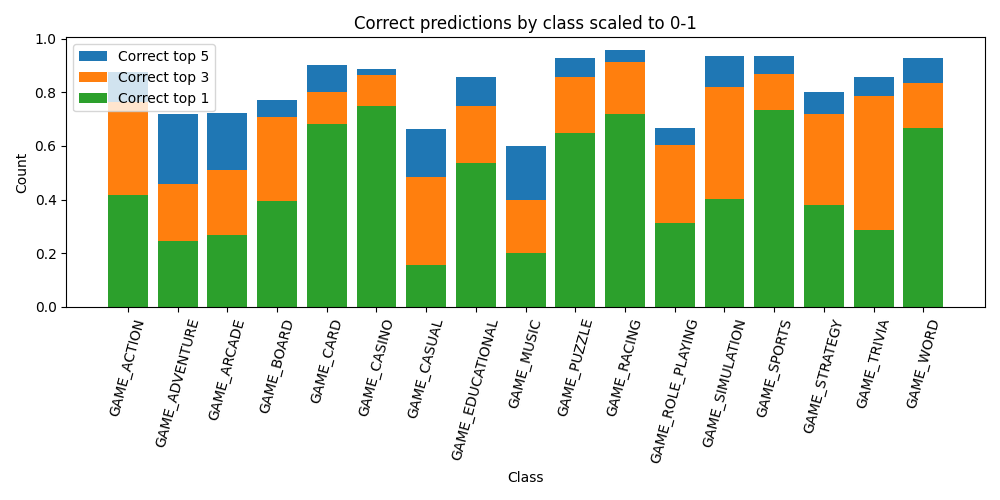 Correct predictions by class scaled to 0-1
Correct top 5
Correct top 3
Correct top 1
Count
1.0
0.8
0.6
0.4
0.2
0.0
GAME_ACTION
GAME_ADVENTURE
GAME_ARCADE
GAME_BOARD
GAME_CARD
GAME_CASINO
GAME_CASUAL
GAME_EDUCATIONAL
GAME_MUSIC
GAME_PUZZLE
GAME_RACING
GAME_ROLE_PLAYING
GAME_SIMULATION
GAME_SPORTS
GAME_STRATEGY
GAME_TRIVIA
GAME_WORD
Class